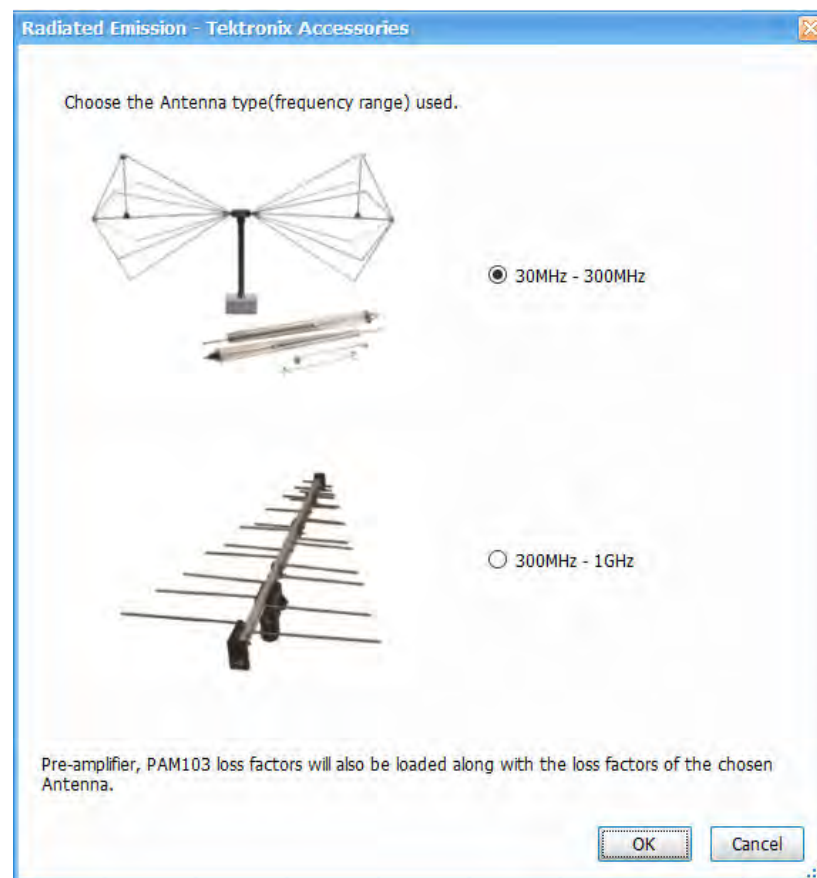 Radiated Emission - Tektronix Accessories
Choose the Antenna type(frequency range) used.
30MHz - 300MHz
300MHz - 1GHz
Pre-amplifier, PAM103 loss factors will also be loaded along with the loss factors of the chosen
Antenna.
OK
Cancel